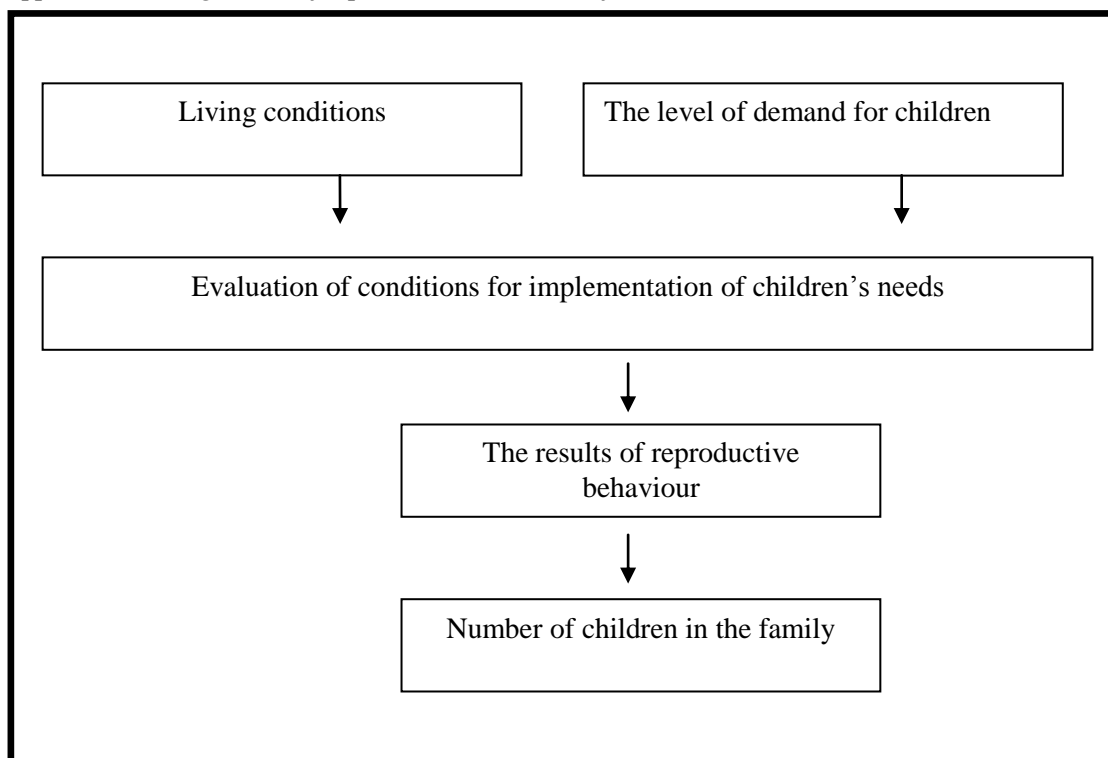 Living conditions
The level of demand for children
Evaluation of conditions for implementation of children’s needs
The results of reproductive
behaviour
Number of children in the family